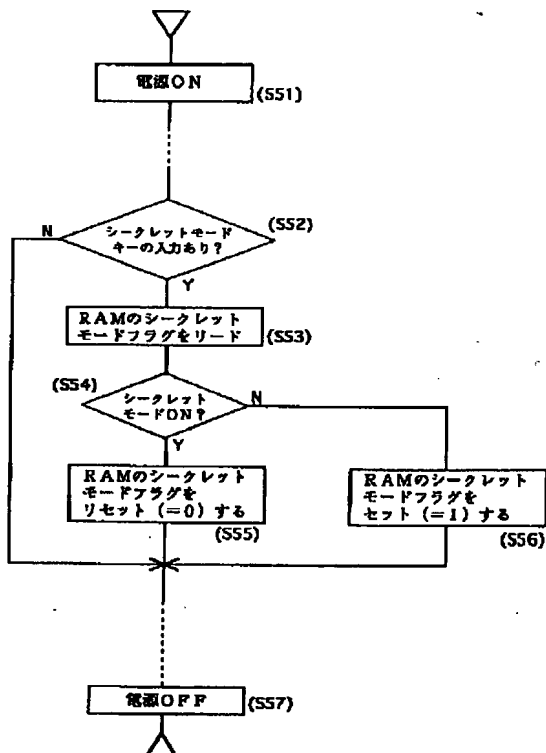 電源ON
(S51)
シークレットモード
キーの入力あり?
(S52)
N
Y
RAMのシークレット
モードフラグをリード
(S53)
(S54)
シークレット
モードON?
N
Y
RAMのシークレット
モードフラグを
リセット(=0)する
(S55)
RAMのシークレット
モードフラグを
セット(=1)する
(S56)
電源OFF
(S57)